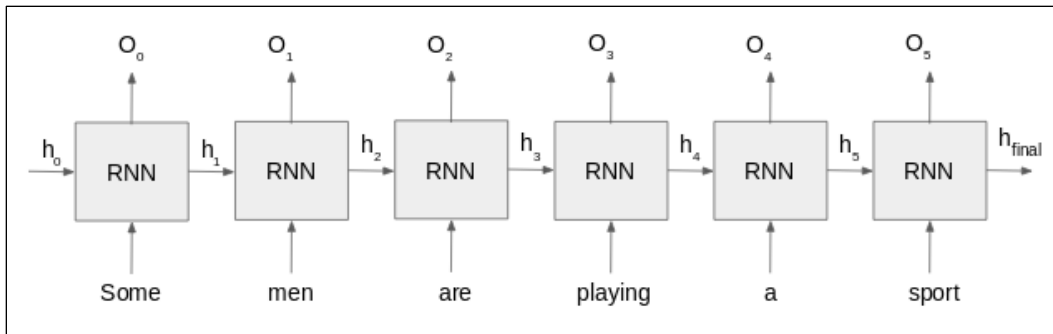 O₀ O₁ O₂ O₃ O₄ O₅
h₀ RNN h₁ RNN h₂ RNN h₃ RNN h₄ RNN h₅ RNN h_final
Some men are playing a sport